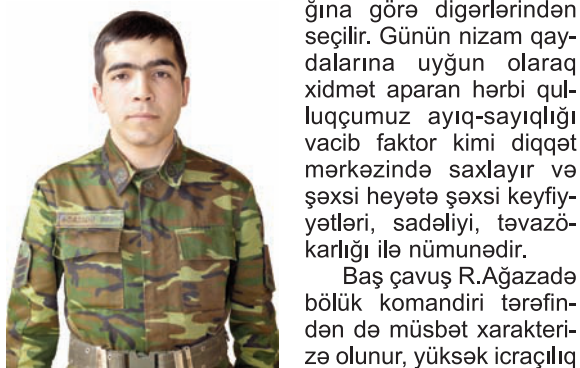 ğına görə digərlərindən
seçilir. Günün nizam qay-
dalarına uyğun olaraq
xidmət aparan hərbi qul-
luqçumuz ayıq-sayıqlığı
vacib faktor kimi diqqət
mərkəzində saxlayır və
şəxsi heyətə şəxsi keyfiy-
yətləri, sadəliyi, təvazö-
karlığı ilə nümunədir.
Baş çavuş R.Ağazadə
bölük komandiri tərəfin-
dən də müsbət xarakteri-
zə olunur, yüksək icraçılıq